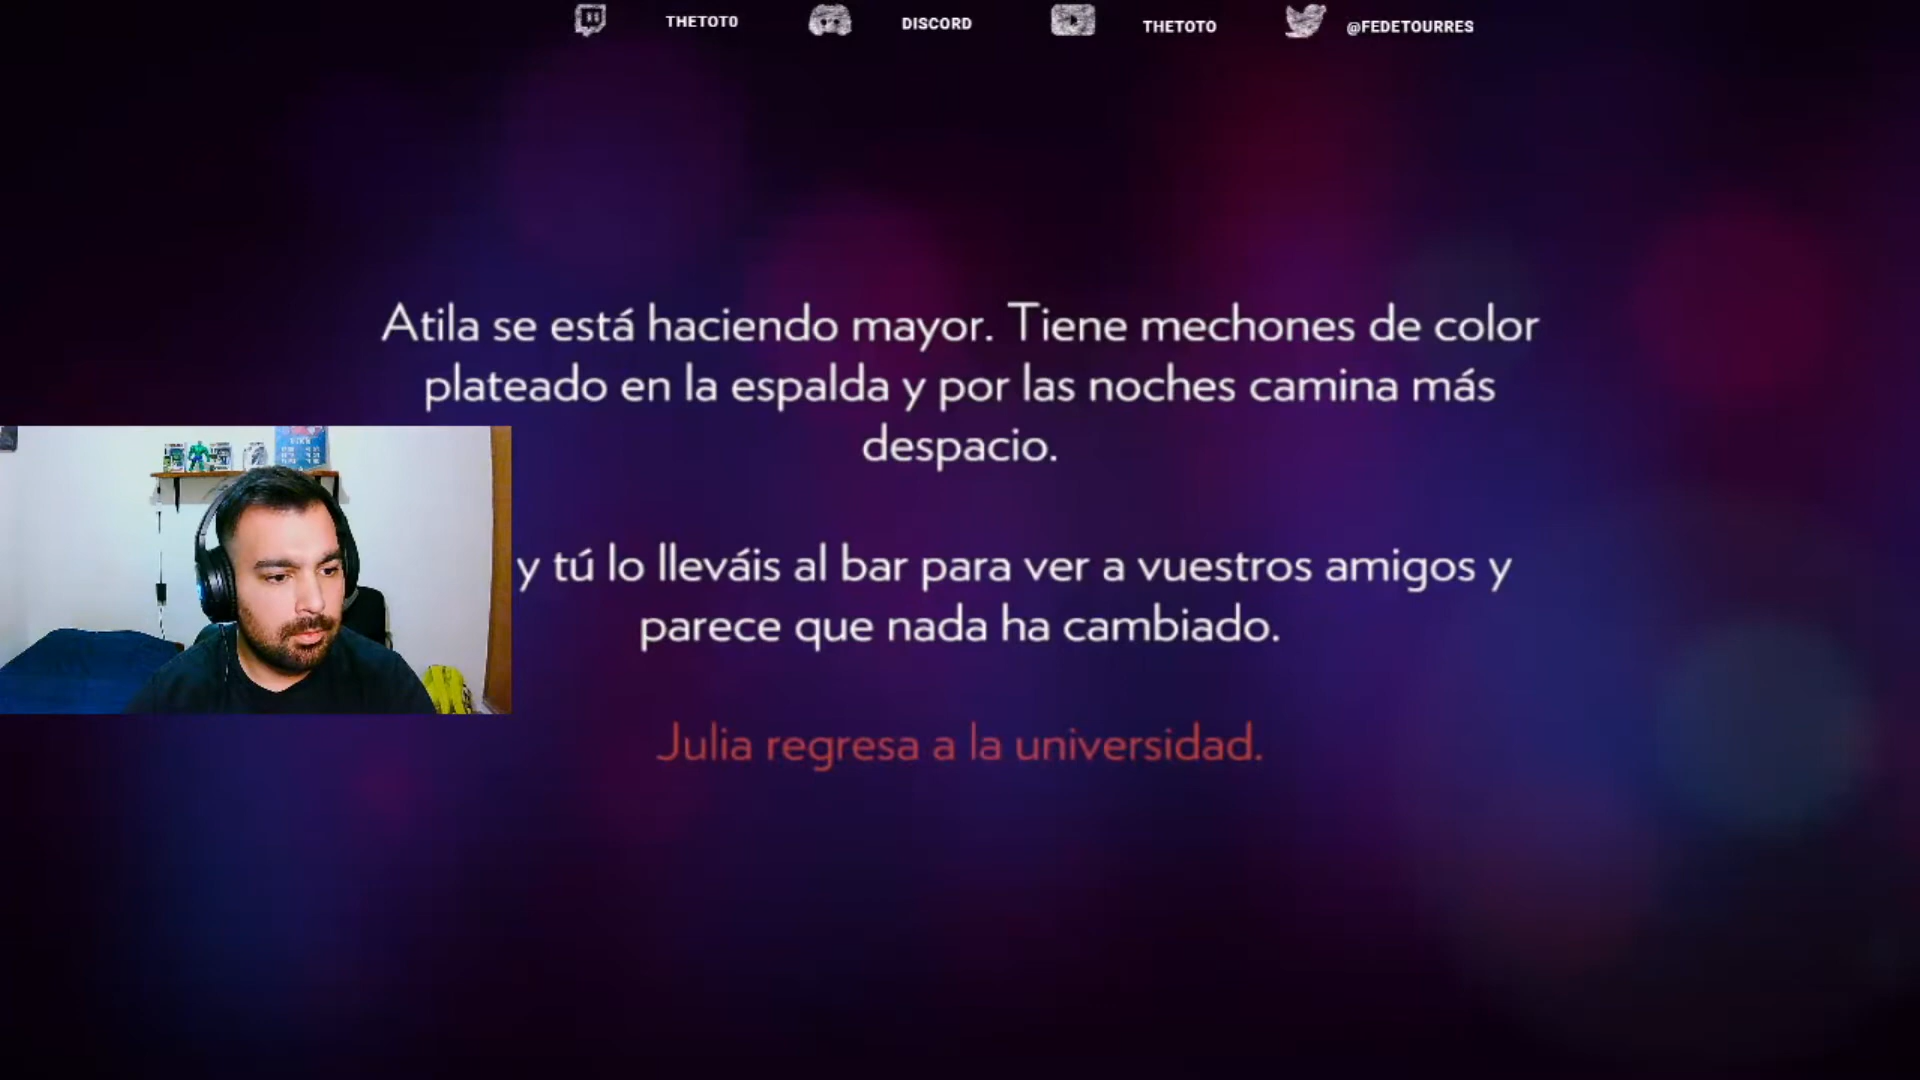 THETOT0
DISCORD
THETOTO
@FEDETOURRES
Atila se está haciendo mayor. Tiene mechones de color
plateado en la espalda y por las noches camina más
despacio.
y tú lo lleváis al bar para ver a vuestros amigos y
parece que nada ha cambiado.
Julia regresa a la universidad.